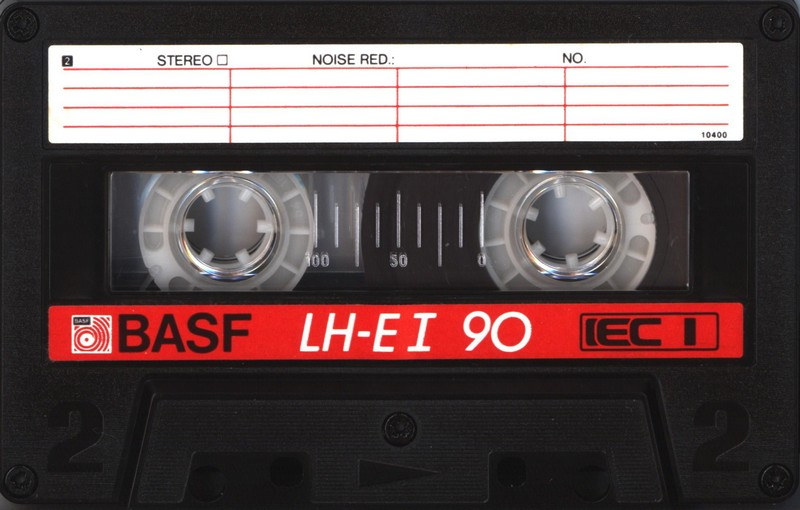 2 STEREO NOISE RED.: NO.
10400
100 50 0
BASF BASF LH-E I 90 IEC I
2 2